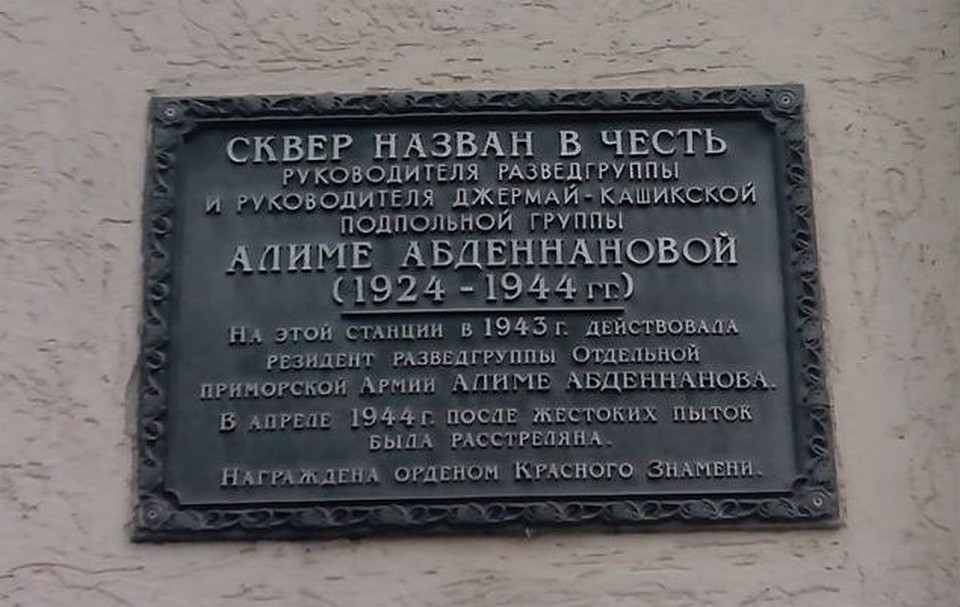 СКВЕР НАЗВАН В ЧЕСТЬ
РУКОВОДИТЕЛЯ РАЗВЕДГРУППЫ
И РУКОВОДИТЕЛЯ ДЖЕРМАЙ-КАШИКСКОЙ
ПОДПОЛЬНОЙ ГРУППЫ
АЛИМЕ АБДЕННАНОВОЙ
(1924 - 1944 гг.)
НА ЭТОЙ СТАНЦИИ В 1943 г. ДЕЙСТВОВАЛА
РЕЗИДЕНТ РАЗВЕДГРУППЫ ОТДЕЛЬНОЙ
ПРИМОРСКОЙ АРМИИ АЛИМЕ АБДЕННАНОВА.
В АПРЕЛЕ 1944 г. ПОСЛЕ ЖЕСТОКИХ ПЫТОК
БЫЛА РАССТРЕЛЯНА.
НАГРАЖДЕНА ОРДЕНОМ КРАСНОГО ЗНАМЕНИ.